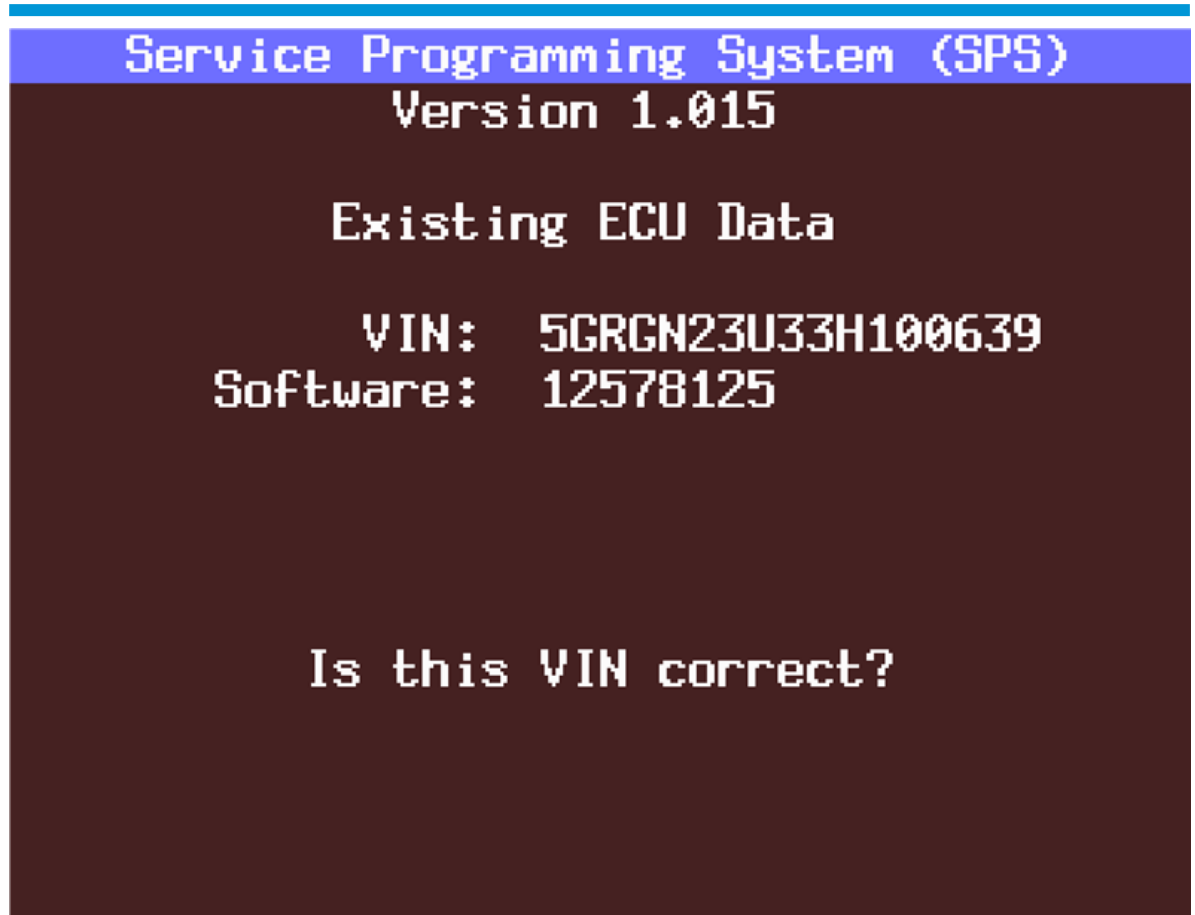 Service Programming System (SPS)
Version 1.015
Existing ECU Data
VIN: 5GRGN23U33H100639
Software: 12578125
Is this VIN correct?